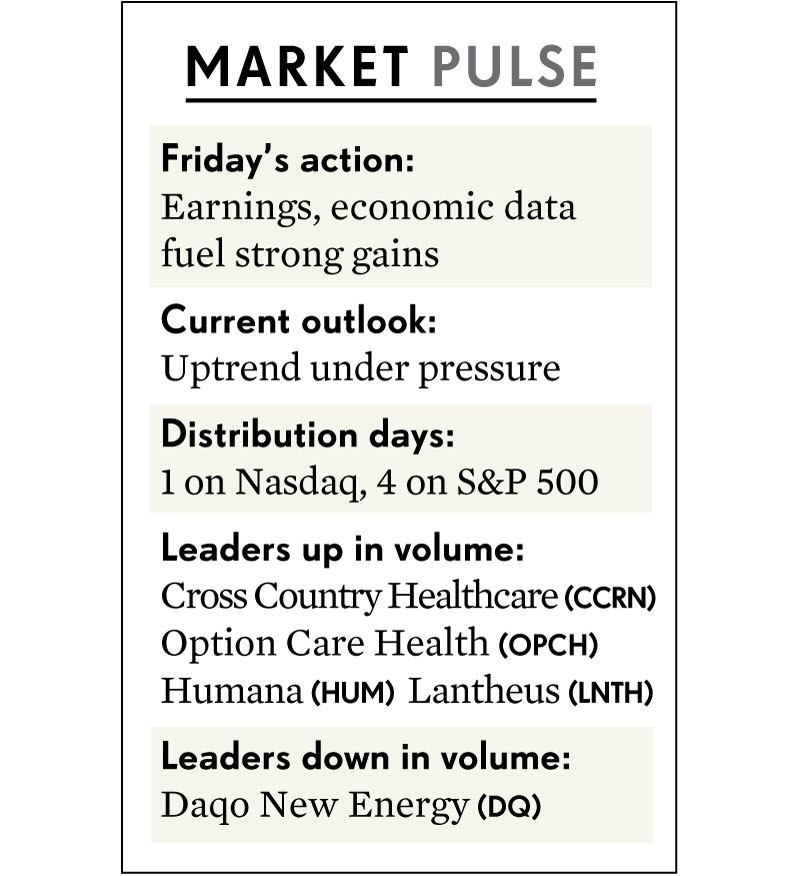 MARKET PULSE
Friday’s action:
Earnings, economic data
fuel strong gains
Current outlook:
Uptrend under pressure
Distribution days:
1 on Nasdaq, 4 on S&P 500
Leaders up in volume:
Cross Country Healthcare (CCRN)
Option Care Health (OPCH)
Humana (HUM) Lantheus (LNTH)
Leaders down in volume:
Daqo New Energy (DQ)